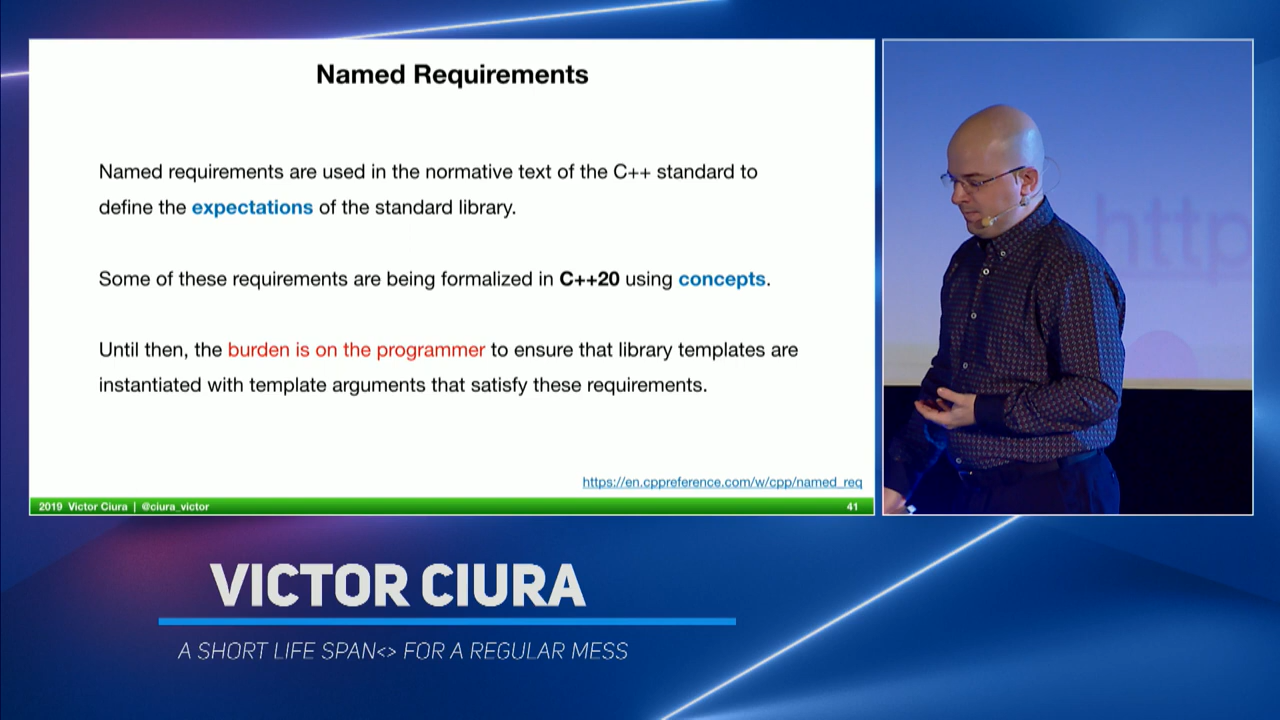 Named Requirements
Named requirements are used in the normative text of the C++ standard to
define the expectations of the standard library.
Some of these requirements are being formalized in C++20 using concepts.
Until then, the burden is on the programmer to ensure that library templates are
instantiated with template arguments that satisfy these requirements.
https://en.cppreference.com/w/cpp/named_req
2019 Victor Ciura | @ciura_victor
41
http
VICTOR CIURA
A SHORT LIFE SPAN<> FOR A REGULAR MESS